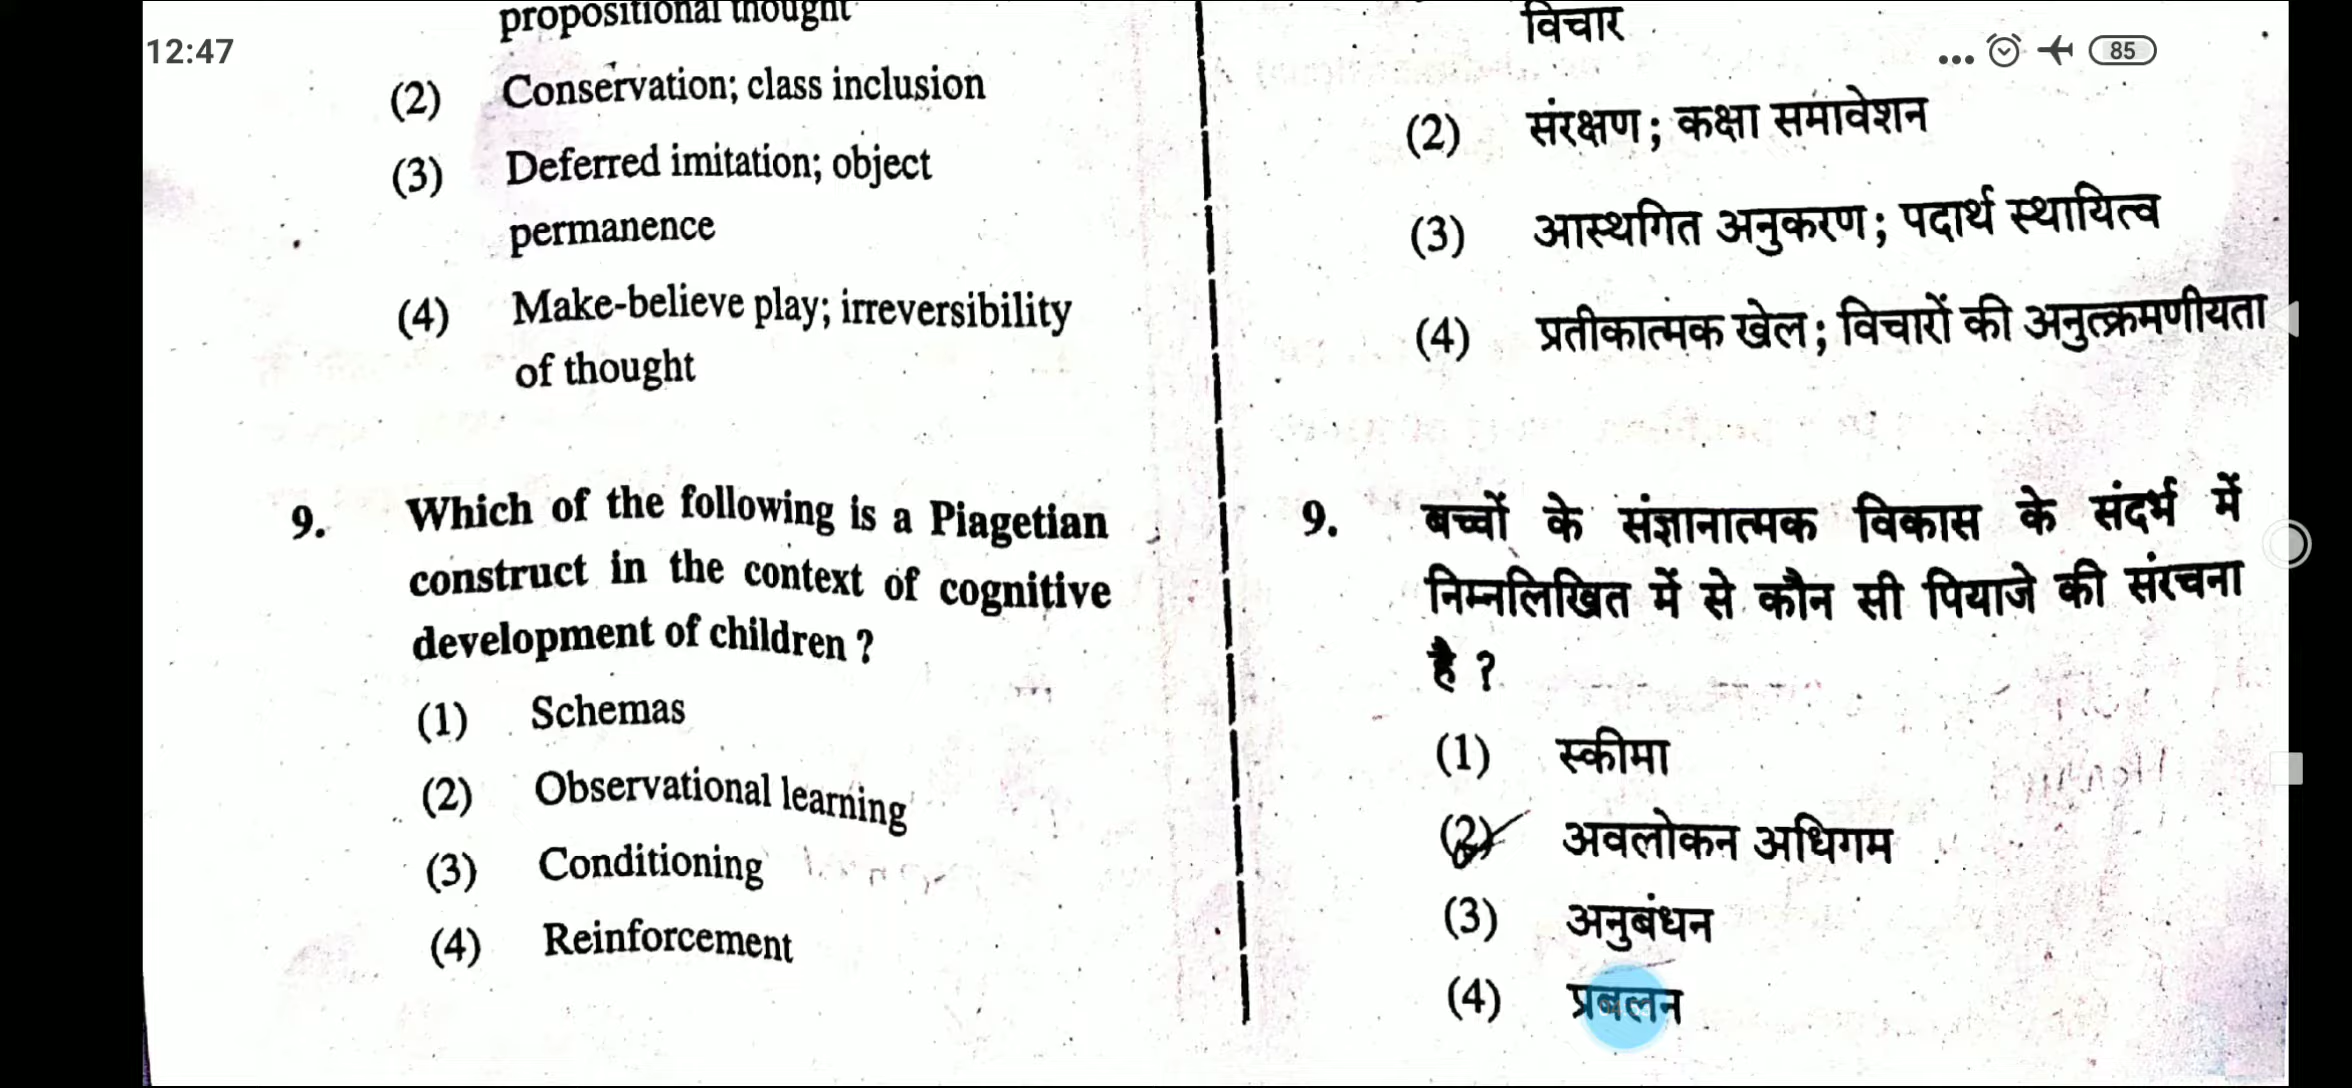 12:47
85
propositional thought
(2) Conservation; class inclusion
(3) Deferred imitation; object
permanence
(4) Make-believe play; irreversibility
of thought
9. Which of the following is a Piagetian
construct in the context of cognitive
development of children ?
(1) Schemas
(2) Observational learning
(3) Conditioning
(4) Reinforcement
विचार
(2) संरक्षण ; कक्षा समावेशन
(3) आस्थगित अनुकरण ; पदार्थ स्थायित्व
(4) प्रतीकात्मक खेल ; विचारों की अनुत्क्रमणीयता
9. बच्चों के संज्ञानात्मक विकास के संदर्भ में
निम्नलिखित में से कौन सी पियाजे की संरचना
है ?
(1) स्कीमा
(2) अवलोकन अधिगम
(3) अनुबंधन
(4) प्रबलन